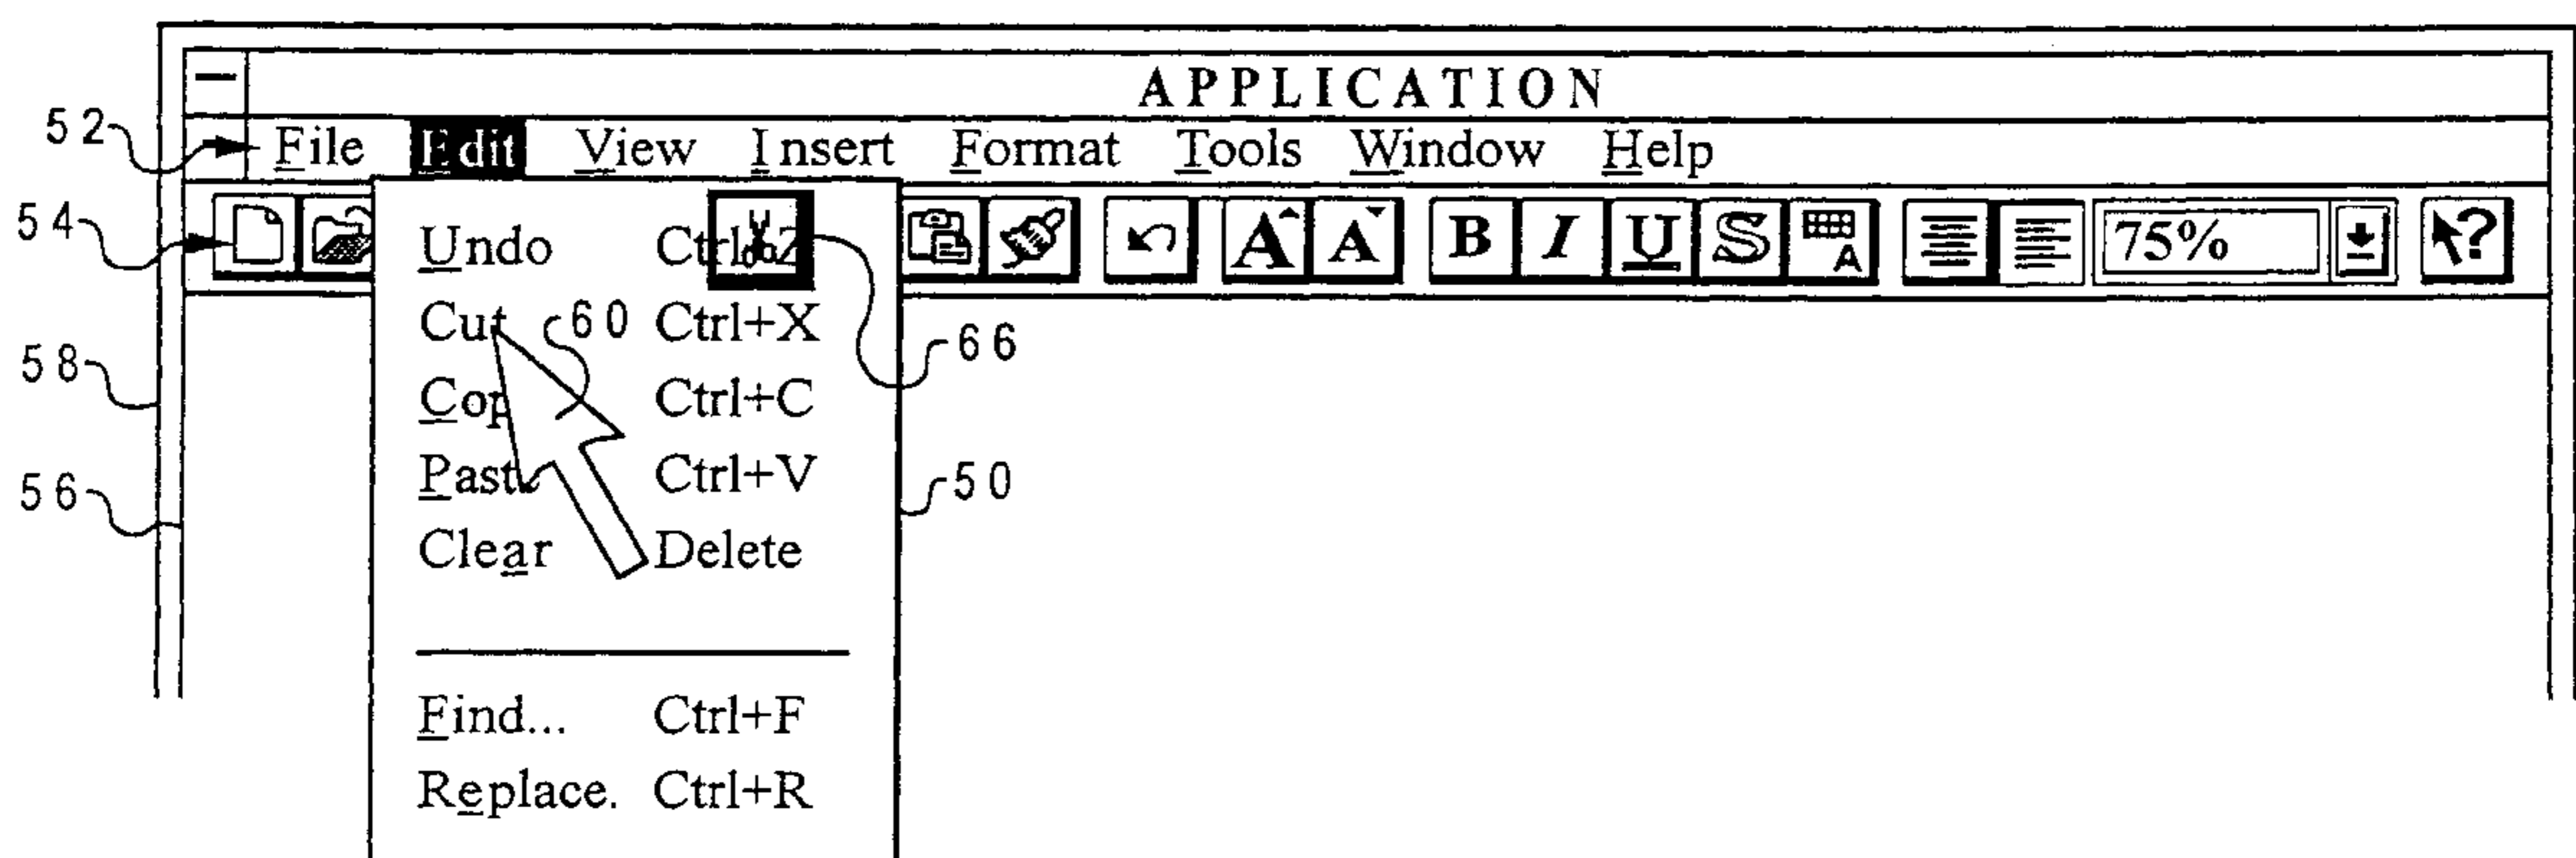 APPLICATION
52
File Edit View Insert Format Tools Window Help
54
A A B I U S A 75% ?
Undo Ctrl Z
Cut 60 Ctrl+X
66
58
Ctrl+C
56
Ctrl+V
50
Clear Delete
Find... Ctrl+F
Replace. Ctrl+R